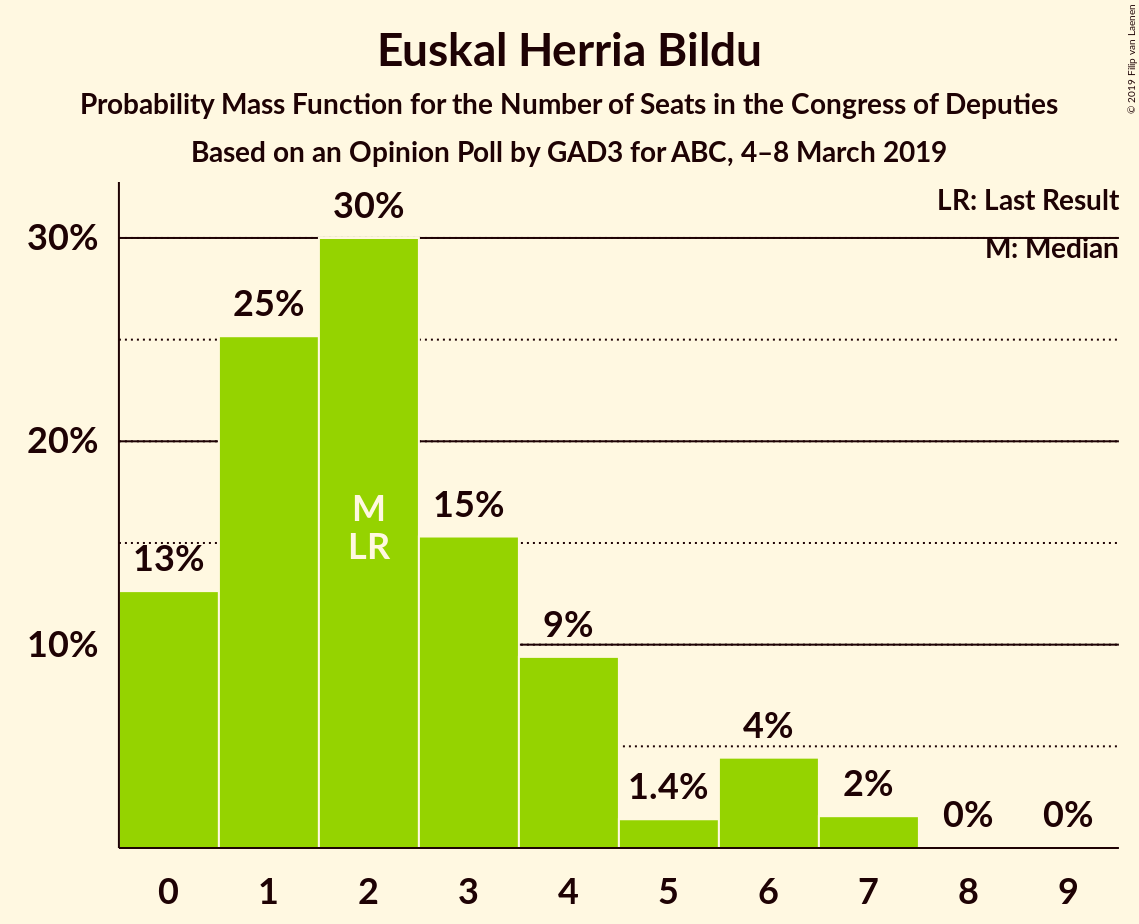 Euskal Herria Bildu
Probability Mass Function for the Number of Seats in the Congress of Deputies
Based on an Opinion Poll by GAD3 for ABC, 4–8 March 2019
© 2019 Filip van Laenen
LR: Last Result
M: Median
30%
20%
10%
13%
25%
30%
M
LR
15%
9%
1.4%
4%
2%
0%
0%
0 1 2 3 4 5 6 7 8 9